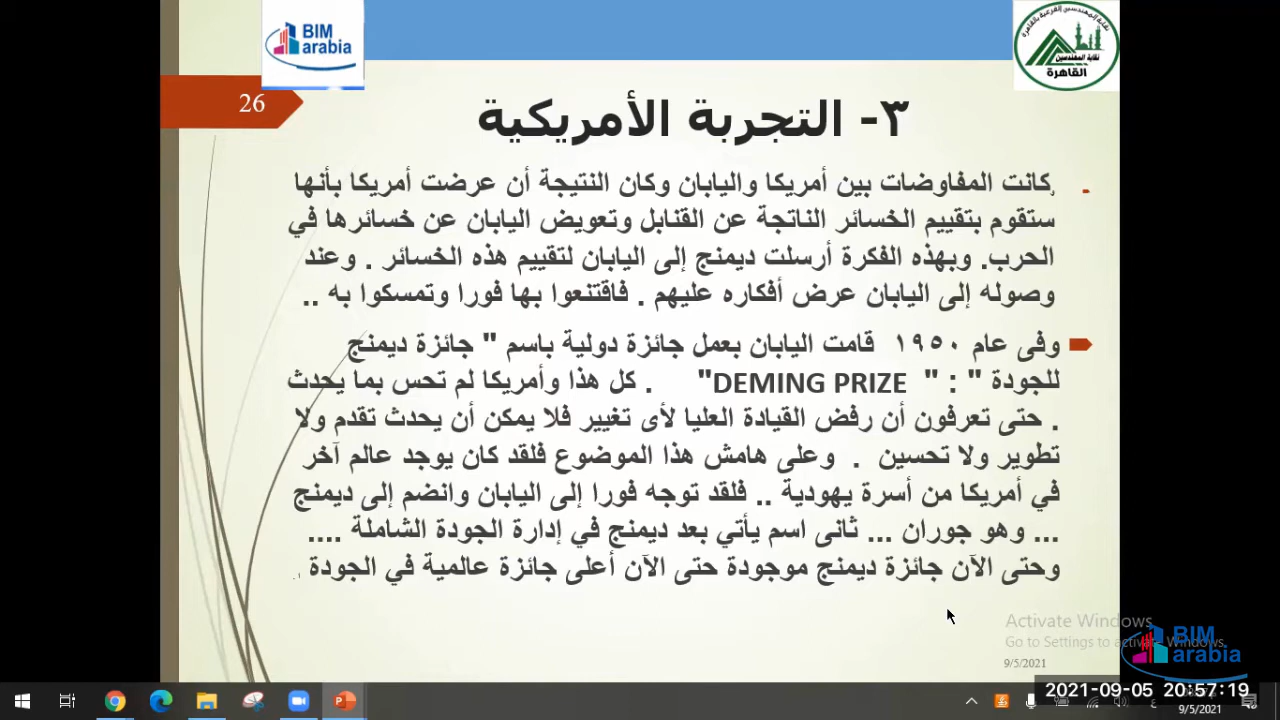 BIM
arabia
نقابة المهندسين الفرعية بالقاهرة
نقابة المهندسين
القاهرة
26
٣- التجربة الأمريكية
كانت المفاوضات بين أمريكا واليابان وكان النتيجة أن عرضت أمريكا بأنها
ستقوم بتقييم الخسائر الناتجة عن القنابل وتعويض اليابان عن خسائرها في
الحرب. وبهذه الفكرة أرسلت ديمنج إلى اليابان لتقييم هذه الخسائر . وعند
وصوله إلى اليابان عرض أفكاره عليهم . فاقتنعوا بها فورا وتمسكوا به ..
وفى عام ١٩٥٠ قامت اليابان بعمل جائزة دولية باسم " جائزة ديمنج
للجودة " : " DEMING PRIZE" . كل هذا وأمريكا لم تحس بما يحدث
. حتى تعرفون أن رفض القيادة العليا لأى تغيير فلا يمكن أن يحدث تقدم ولا
تطوير ولا تحسين . وعلى هامش هذا الموضوع فلقد كان يوجد عالم آخر
في أمريكا من أسرة يهودية .. فلقد توجه فورا إلى اليابان وانضم إلى ديمنج
... وهو جوران ... ثانى اسم يأتي بعد ديمنج في إدارة الجودة الشاملة ....
وحتى الآن جائزة ديمنج موجودة حتى الآن أعلى جائزة عالمية في الجودة
Activate Windows
Go to Settings to activate Windows.
BIM
arabia
9/5/2021
2021-09-05 20:57:19
9/5/2021